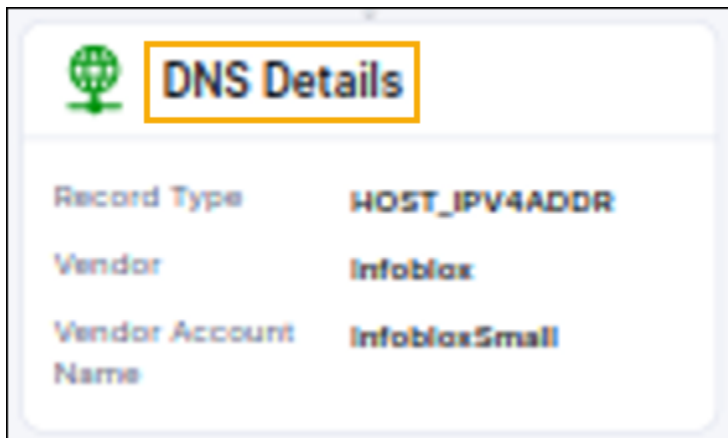 DNS Details
Record Type HOST_IPV4ADDR
Vendor Infoblox
Vendor Account InfobloxSmall
Name